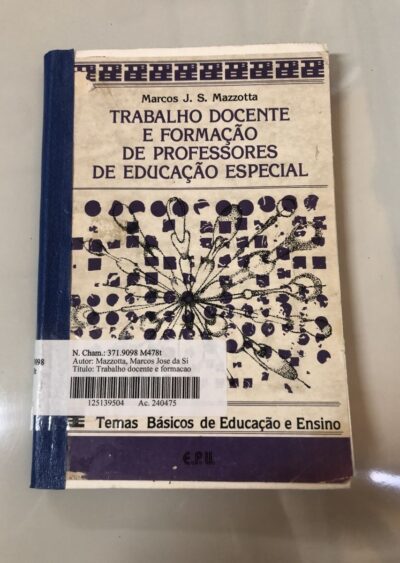 Marcos J. S. Mazzotta
TRABALHO DOCENTE
E FORMAÇÃO
DE PROFESSORES
DE EDUCAÇÃO ESPECIAL
N. Cham.: 371.9098 M478t
Autor: Mazzotta, Marcos Jose da Si
Título: Trabalho docente e formacao
125139504 Ac. 240475
Temas Básicos de Educação e Ensino
E.P.U.